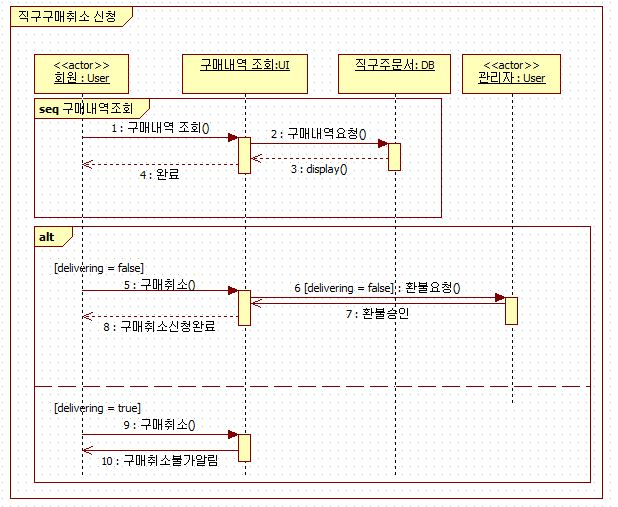 직구구매취소 신청
<<actor>>
회원 : User
구매내역 조회:UI
직구주문서: DB
<<actor>>
관리자 : User
seq 구매내역조회
1 : 구매내역 조회()
2 : 구매내역요청()
3 : display()
4 : 완료
alt
[delivering = false]
5 : 구매취소()
6 [delivering = false] : 환불요청()
7 : 환불승인
8 : 구매취소신청완료
[delivering = true]
9 : 구매취소()
10 : 구매취소불가알림